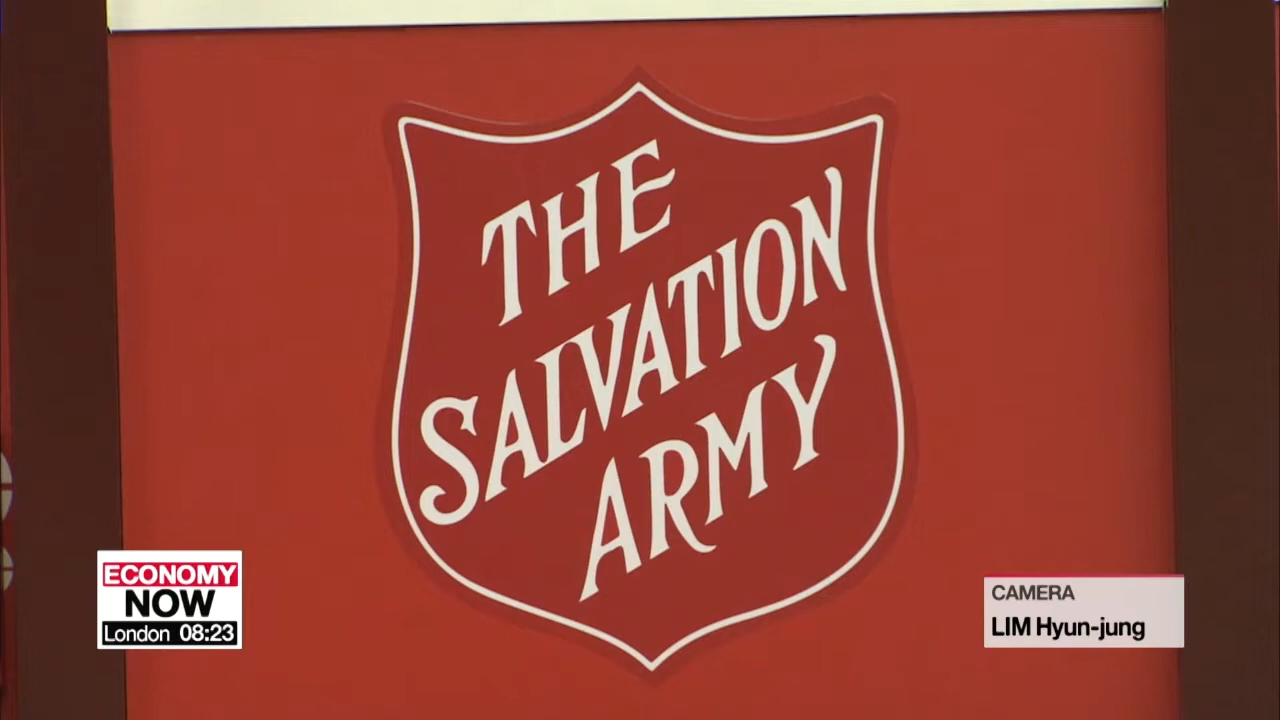 THE
SALVATION
ARMY
ECONOMY
NOW
London 08:23
CAMERA
LIM Hyun-jung